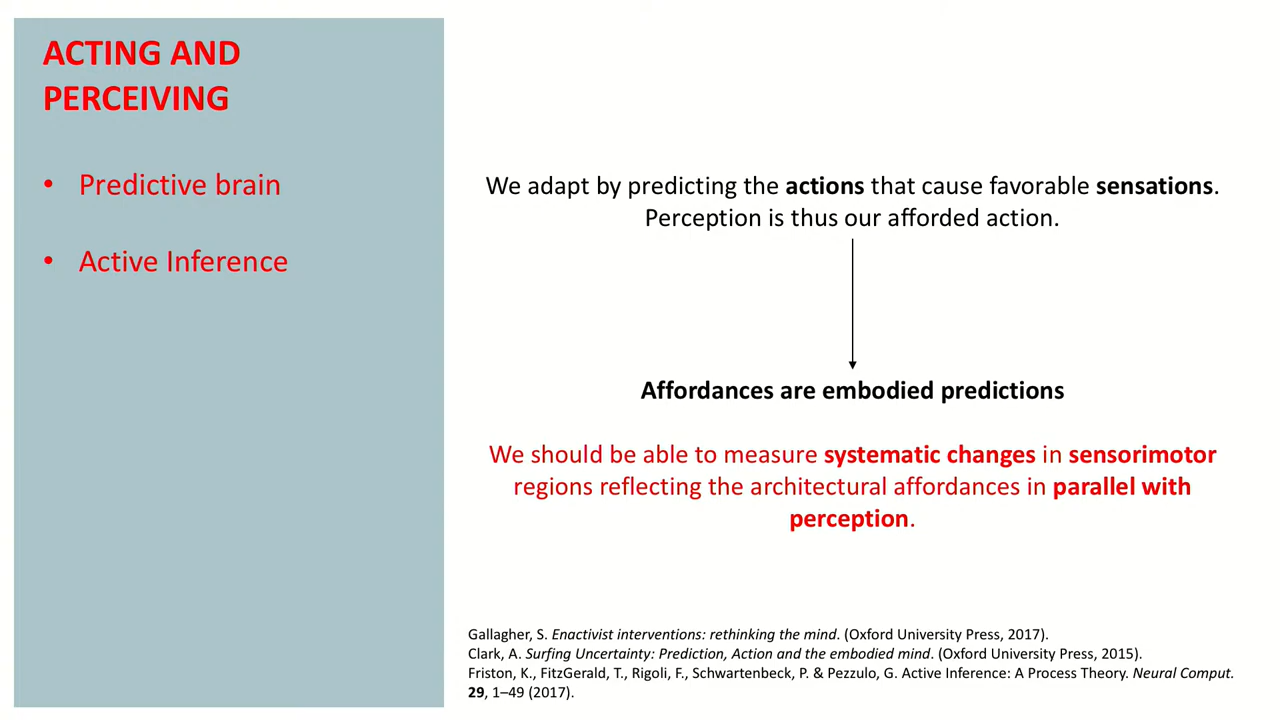 ACTING AND
PERCEIVING
• Predictive brain
• Active Inference
We adapt by predicting the actions that cause favorable sensations.
Perception is thus our afforded action.
Affordances are embodied predictions
We should be able to measure systematic changes in sensorimotor
regions reflecting the architectural affordances in parallel with
perception.
Gallagher, S. Enactivist interventions: rethinking the mind. (Oxford University Press, 2017).
Clark, A. Surfing Uncertainty: Prediction, Action and the embodied mind. (Oxford University Press, 2015).
Friston, K., FitzGerald, T., Rigoli, F., Schwartenbeck, P. & Pezzulo, G. Active Inference: A Process Theory. Neural Comput.
29, 1–49 (2017).